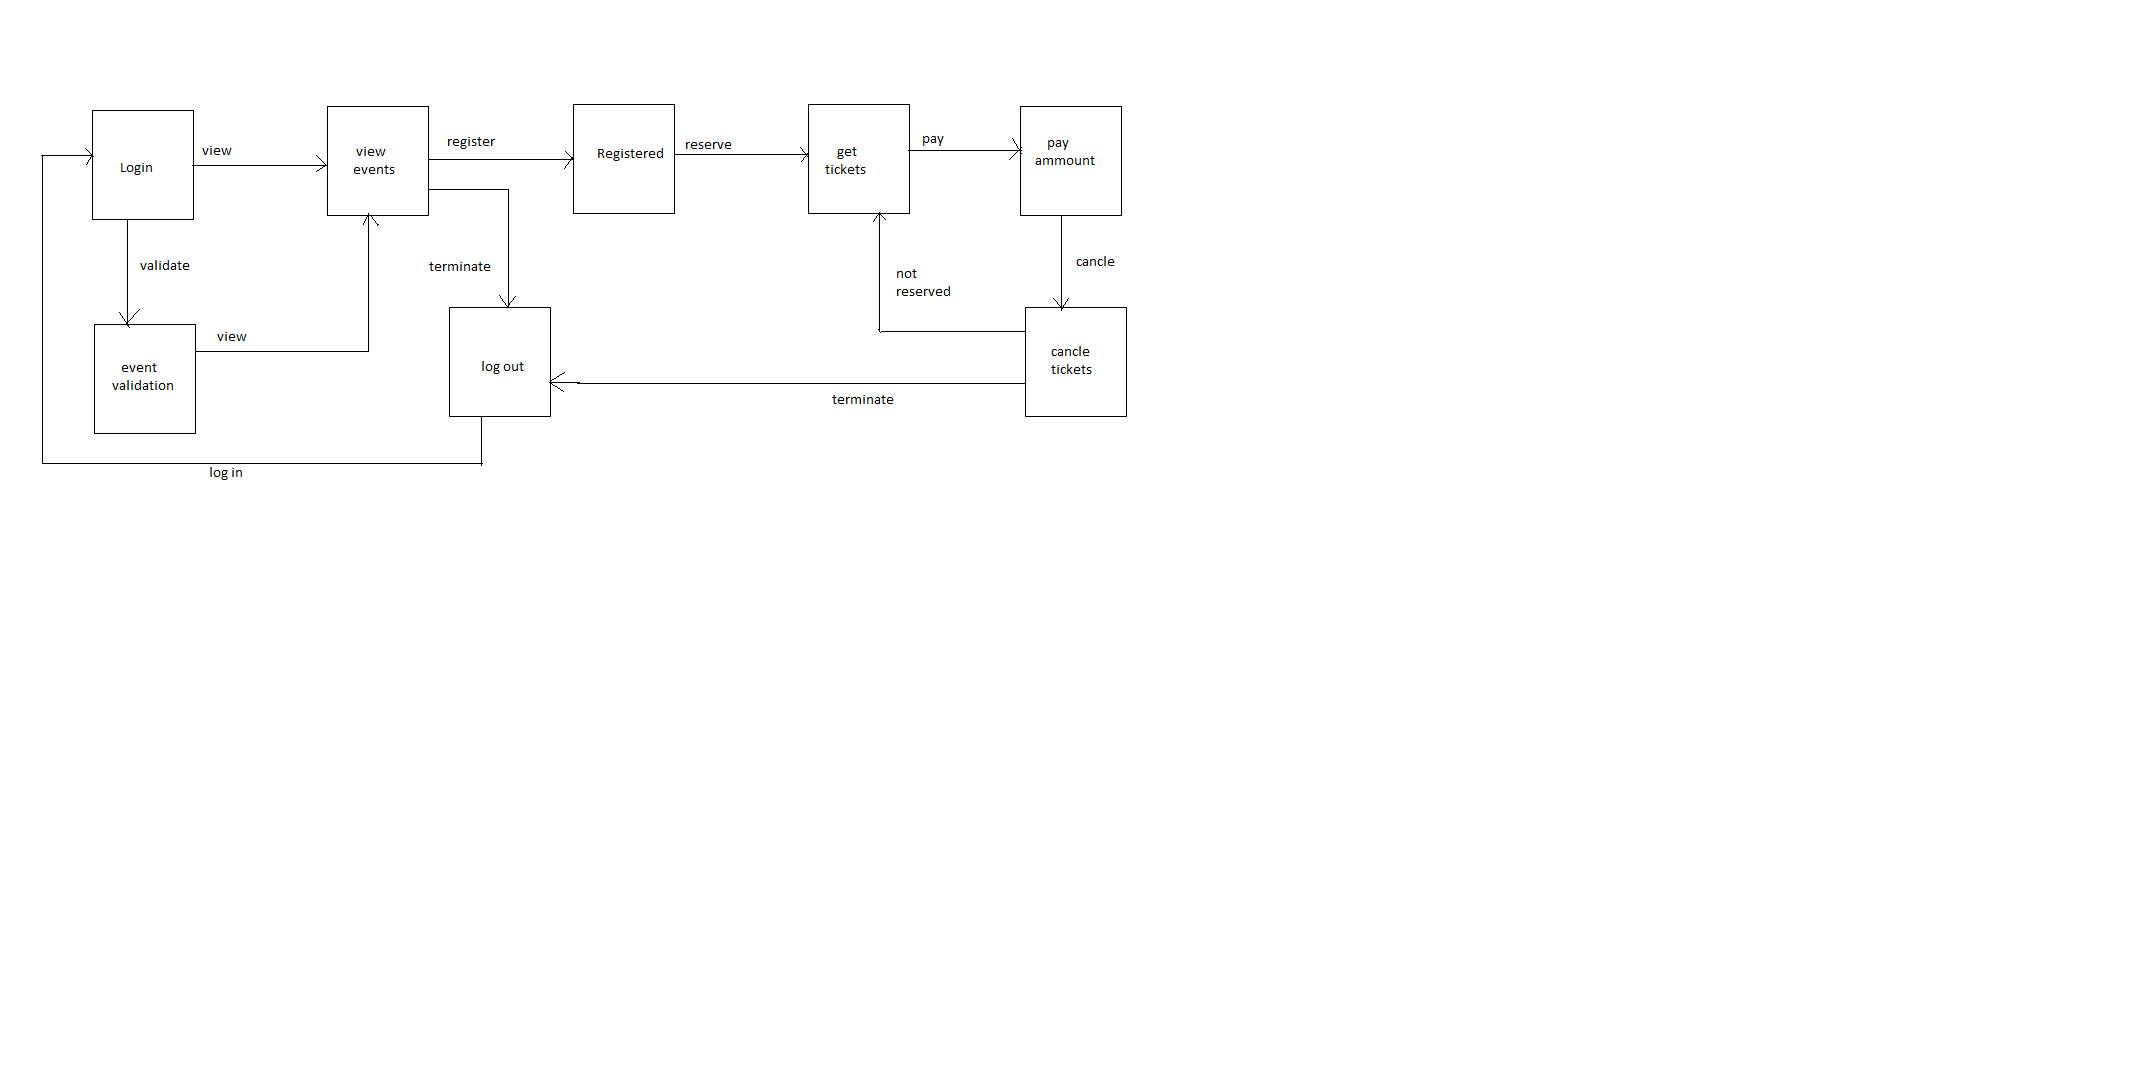 Login
view
view
events
register
Registered
reserve
get
tickets
pay
pay
ammount
validate
terminate
not
reserved
cancle
event
validation
view
log out
cancle
tickets
terminate
log in